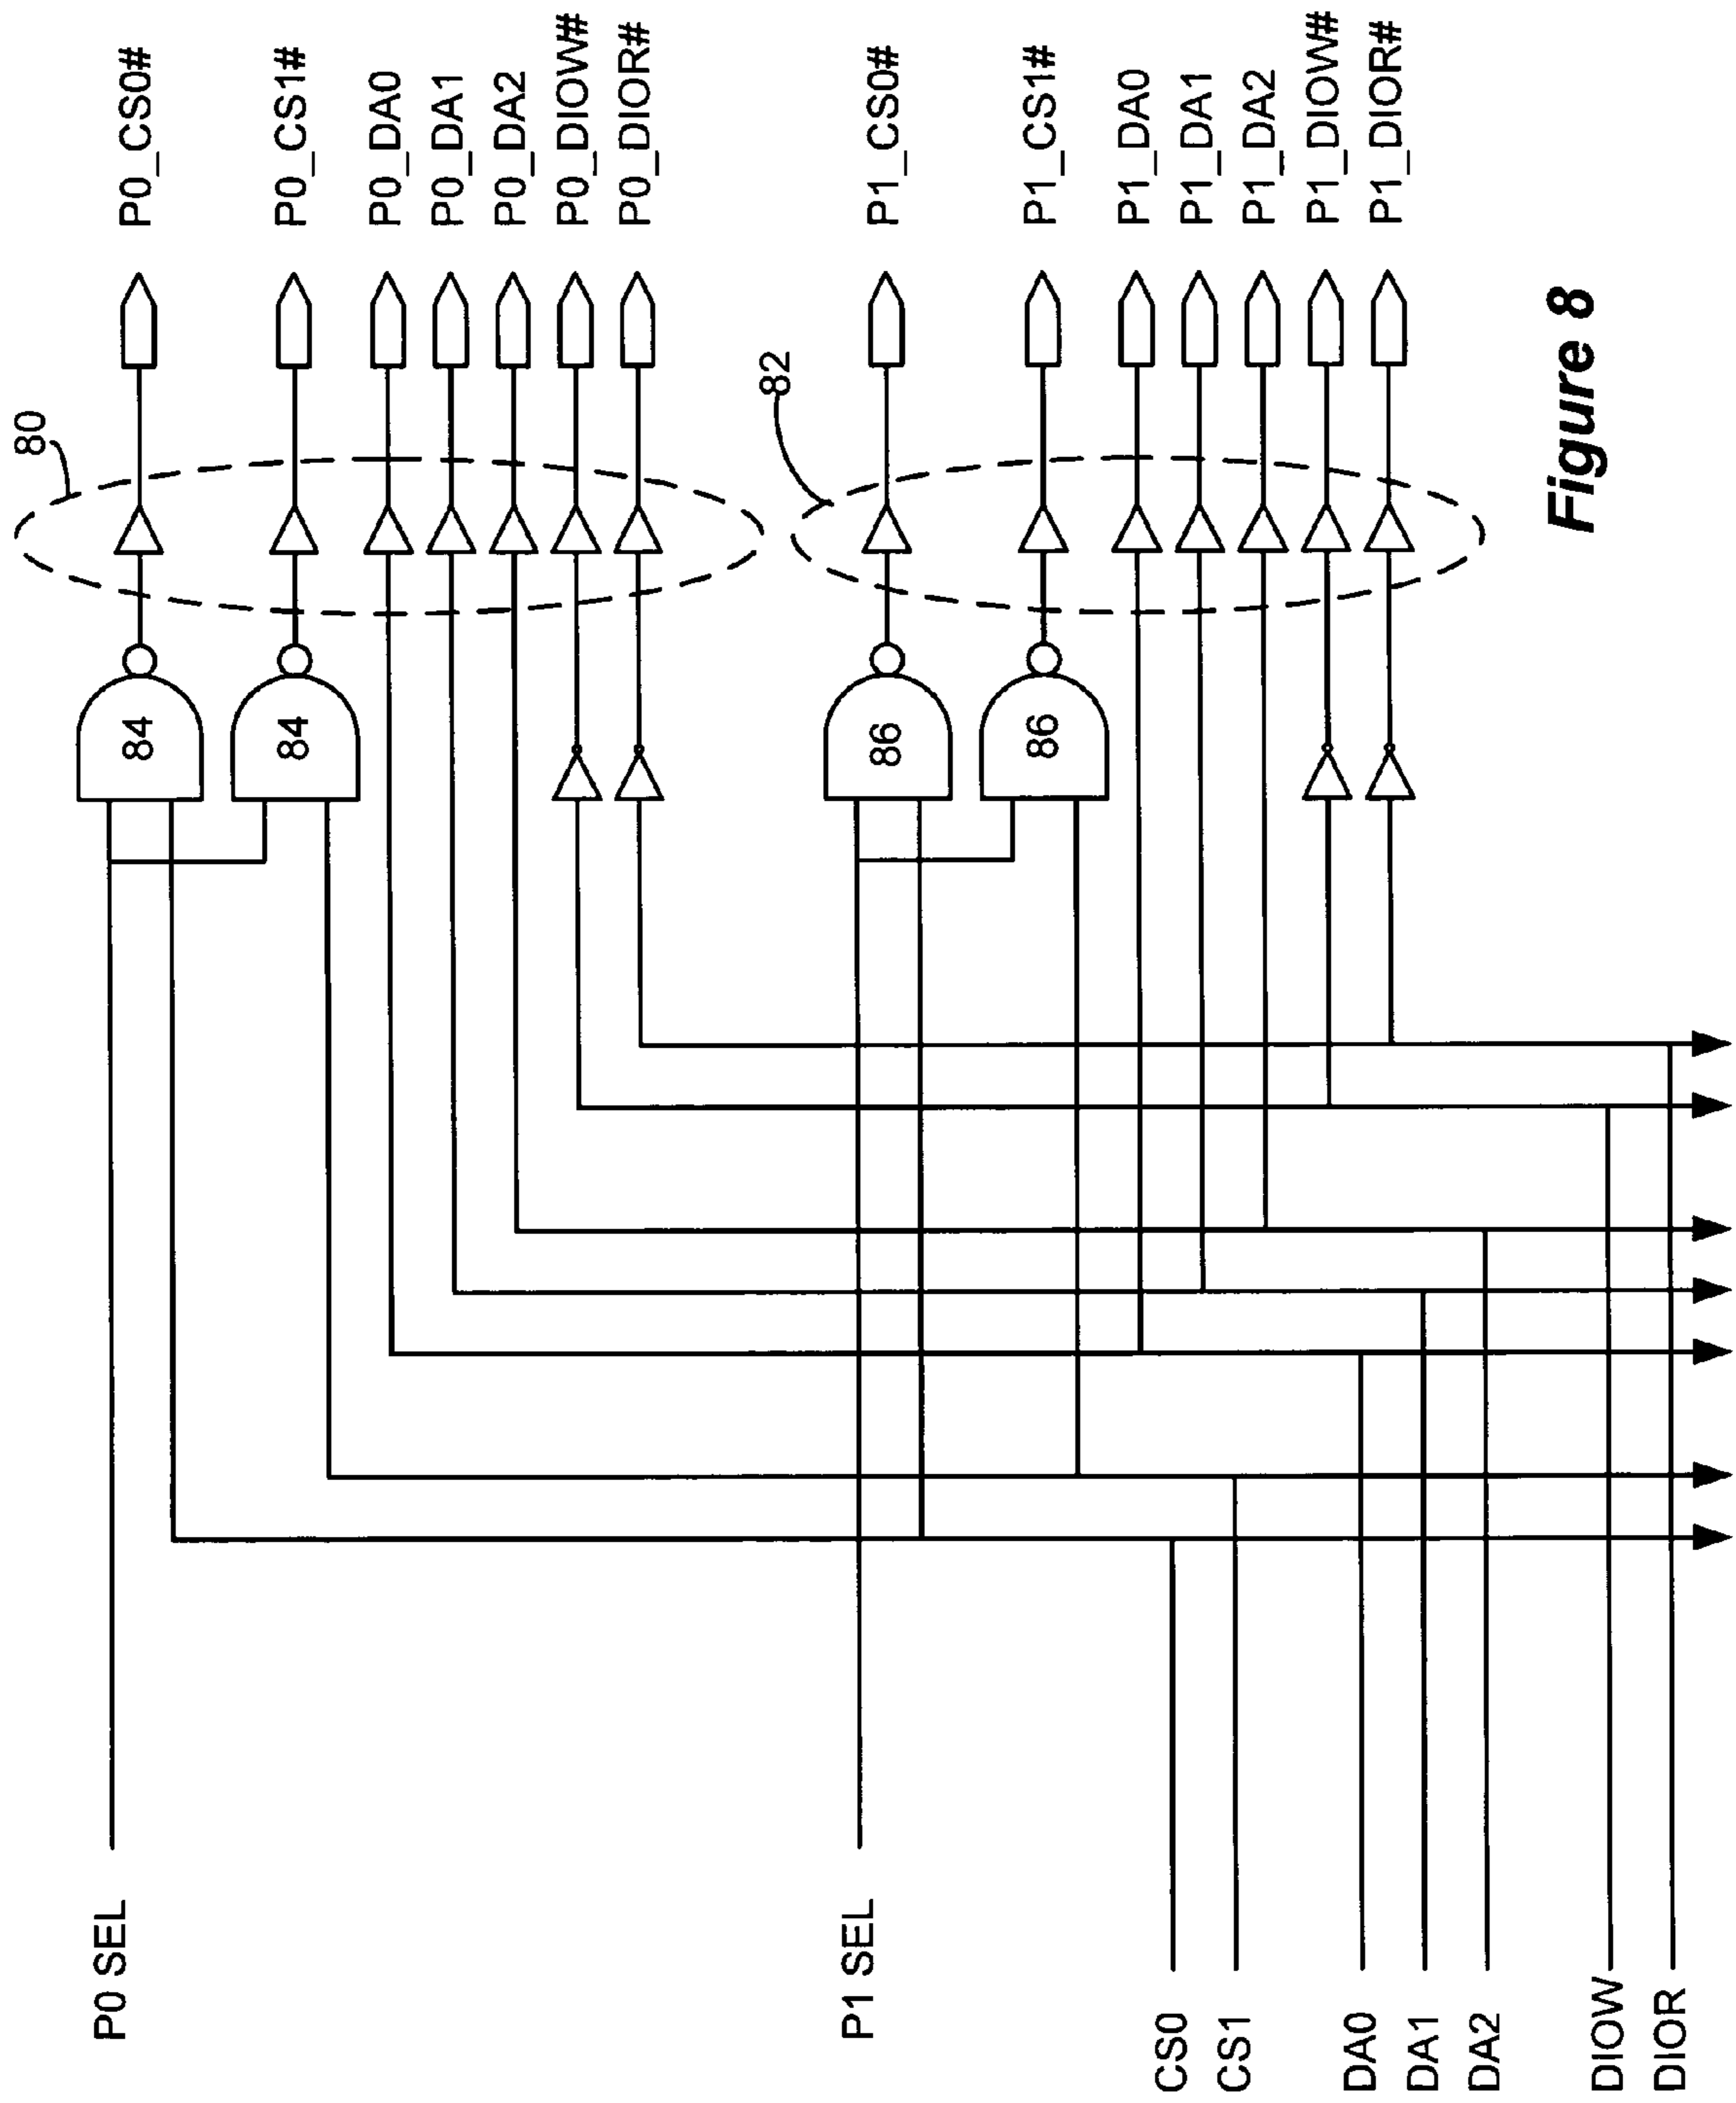 80
P0_CS0#
84
P0_CS1#
84
P0_DA0
P0_DA1
P0_DA2
P0_DIOW#
P0_DIOR#
P0 SEL
82
P1_CS0#
86
P1_CS1#
86
P1_DA0
P1_DA1
P1_DA2
P1_DIOW#
P1_DIOR#
P1 SEL
CS0
CS1
DA0
DA1
DA2
DIOW
DIOR
Figure 8